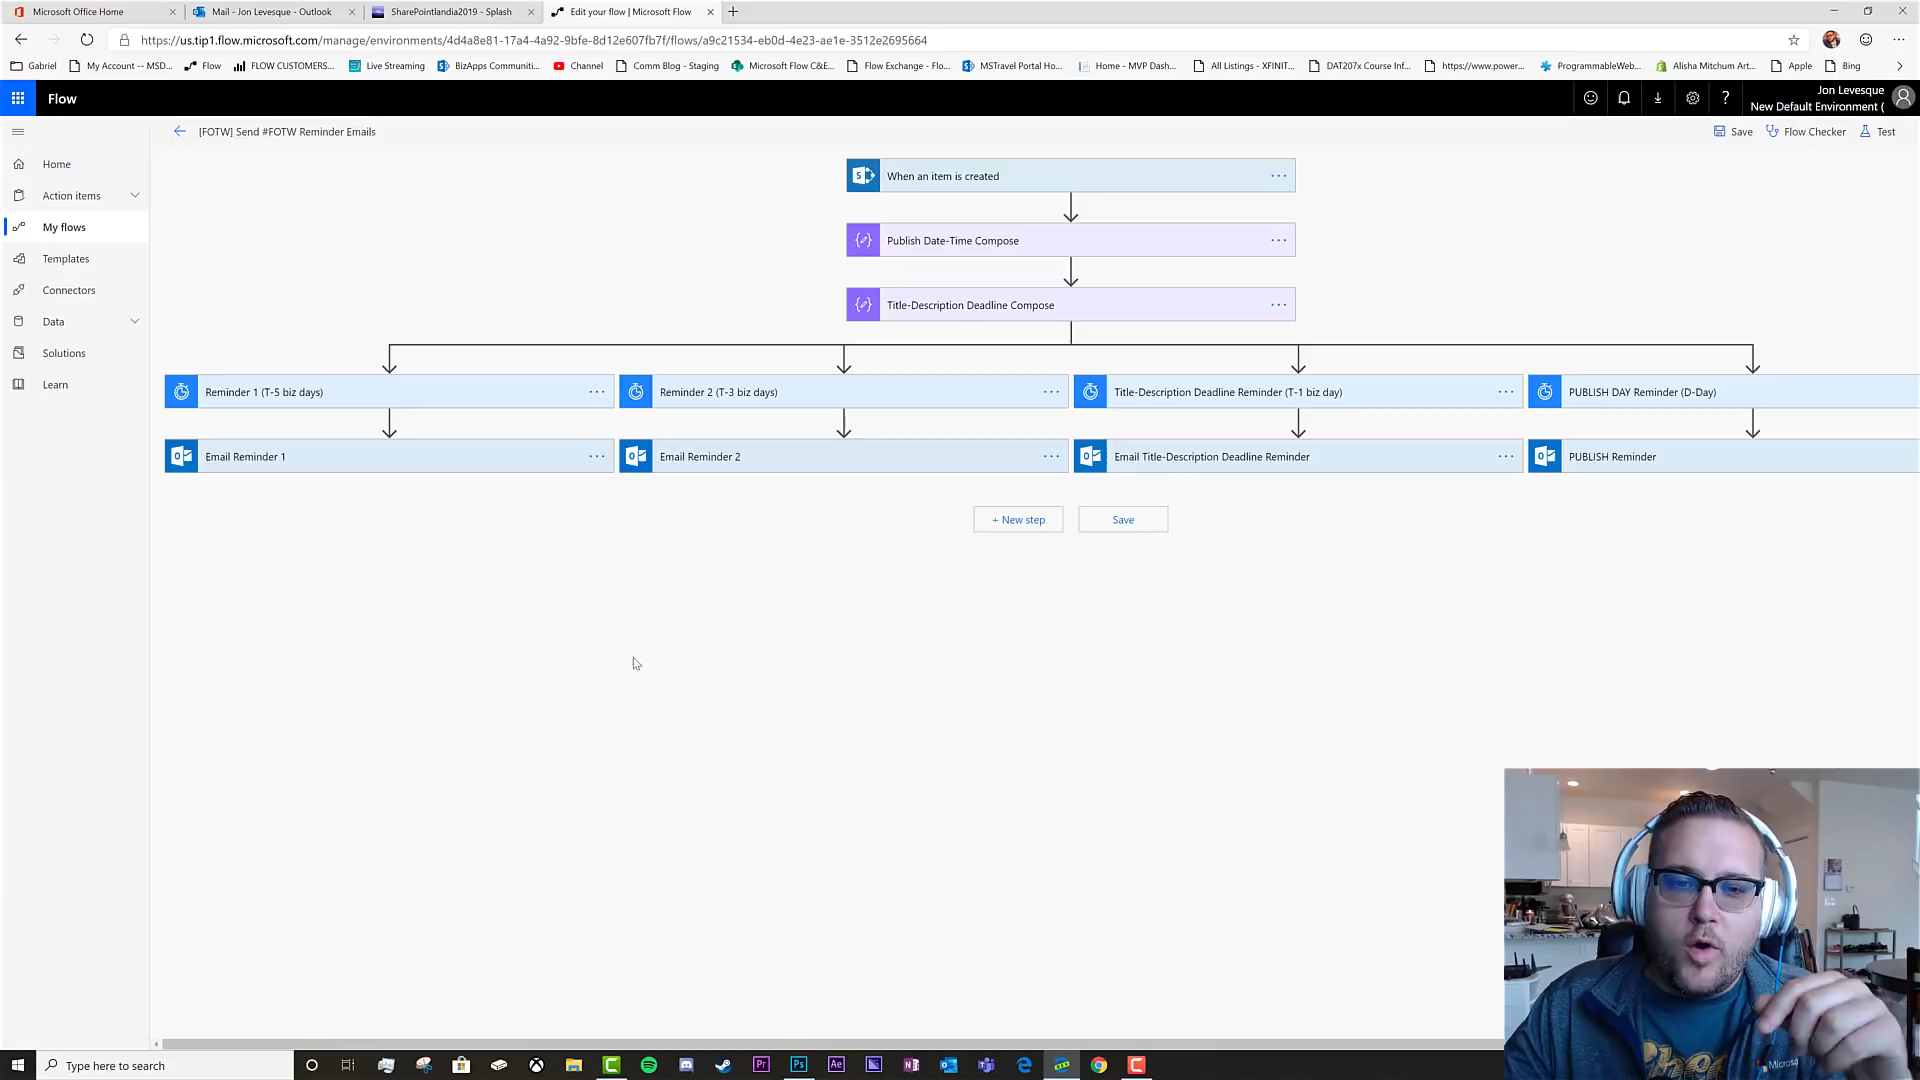 Microsoft Office Home
Mail - Jon Levesque - Outlook
SharePointlandia2019 - Splash
Edit your flow | Microsoft Flow
https://us.tip1.flow.microsoft.com/manage/environments/4d4a8e81-17a4-4a92-9bfe-8d12e607fb7f/flows/a9c21534-eb0d-4e23-ae1e-3512e2695664
Gabriel
My Account -- MSD...
Flow
FLOW CUSTOMERS...
Live Streaming
BizApps Communiti...
Channel
Comm Blog - Staging
Microsoft Flow C&E...
Flow Exchange - Flo...
MSTravel Portal Ho...
Home - MVP Dash...
All Listings - XFINIT...
DAT207x Course Inf...
https://www.power...
ProgrammableWeb...
Alisha Mitchum Art...
Apple
Bing
Flow
Jon Levesque
New Default Environment (
[FOTW] Send #FOTW Reminder Emails
Save
Flow Checker
Test
Home
Action items
My flows
Templates
Connectors
Data
Solutions
Learn
When an item is created
Publish Date-Time Compose
Title-Description Deadline Compose
Reminder 1 (T-5 biz days)
Reminder 2 (T-3 biz days)
Title-Description Deadline Reminder (T-1 biz day)
PUBLISH DAY Reminder (D-Day)
Email Reminder 1
Email Reminder 2
Email Title-Description Deadline Reminder
PUBLISH Reminder
+ New step
Save
Type here to search